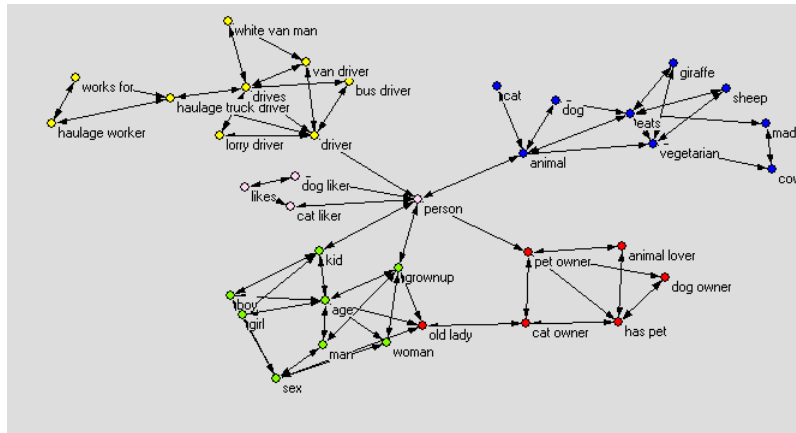 white van man
van driver
works for
bus driver
drives
haulage truck driver
haulage worker
lorry driver
driver
giraffe
cat
sheep
dog
eats
mad
animal
vegetarian
cow
dog liker
likes
cat liker
person
kid
grownup
pet owner
animal lover
dog owner
boy
age
girl
old lady
cat owner
has pet
man
woman
sex